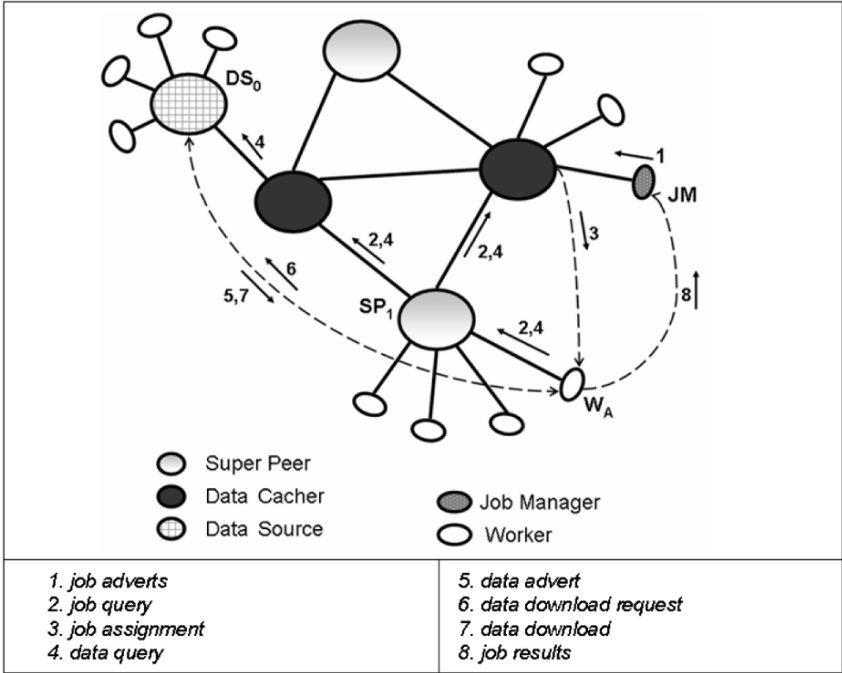 DS0
4
1
JM
2,4
2,4
3
6
5,7
SP1
8
2,4
WA
Super Peer
Data Cacher
Data Source
Job Manager
Worker
1. job adverts
2. job query
3. job assignment
4. data query
5. data advert
6. data download request
7. data download
8. job results